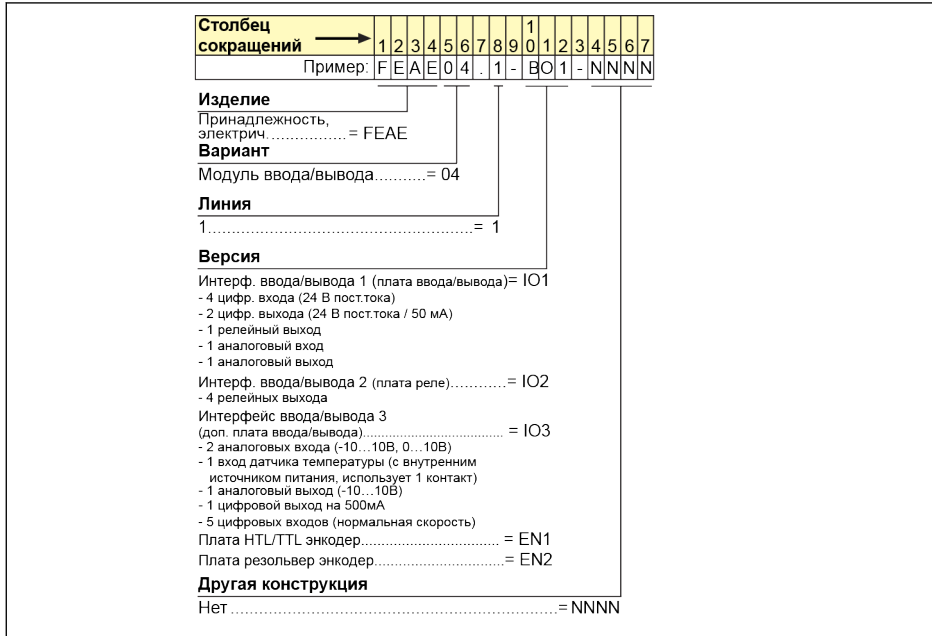 Столбец
сокращений 1 2 3 4 5 6 7 8 9 10 1 2 3 4 5 6 7
Пример: F E A E 0 4 . 1 - B O 1 - N N N N
Изделие
Принадлежность,
электрич.................= FEAE
Вариант
Модуль ввода/вывода...........= 04
Линия
1....................................................= 1
Версия
Интерф. ввода/вывода 1 (плата ввода/вывода)= IO1
- 4 цифр. входа (24 В пост.тока)
- 2 цифр. выхода (24 В пост.тока / 50 мА)
- 1 релейный выход
- 1 аналоговый вход
- 1 аналоговый выход
Интерф. ввода/вывода 2 (плата реле)............= IO2
- 4 релейных выхода
Интерфейс ввода/вывода 3
(доп. плата ввода/вывода).................................... = IO3
- 2 аналоговых входа (-10...10В, 0...10В)
- 1 вход датчика температуры (с внутренним
источником питания, использует 1 контакт)
- 1 аналоговый выход (-10...10В)
- 1 цифровой выход на 500мА
- 5 цифровых входов (нормальная скорость)
Плата HTL/TTL энкодер................................... = EN1
Плата резольвер энкодер.................................= EN2
Другая конструкция
Нет ..................................................= NNNN